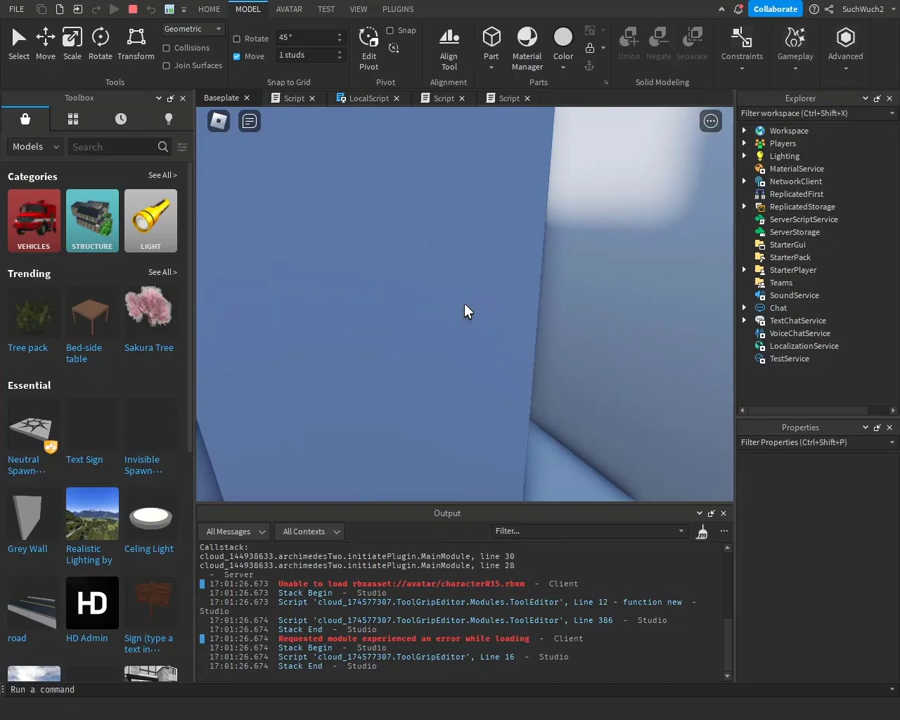 FILE
HOME
MODEL
AVATAR
TEST
VIEW
PLUGINS
Collaborate
SuchWuch2
Select
Move
Scale
Rotate
Transform
Geometric
Collisions
Join Surfaces
Tools
Rotate
45°
Move
1 studs
Snap to Grid
Edit
Pivot
Snap
Pivot
Align
Tool
Alignment
Part
Material
Manager
Color
Parts
Union
Negate
Solid Modeling
Constraints
Gameplay
Advanced
Toolbox
Models
Search
Categories
See All >
VEHICLES
STRUCTURE
LIGHT
Trending
See All >
Tree pack
Bed-side
table
Sakura Tree
Essential
Neutral
Spawn···
Text Sign
Invisible
Spawn···
Grey Wall
Realistic
Lighting by
Celing Light
road
HD
HD Admin
Sign (type a
text in···
Baseplate
Script
LocalScript
Script
Script
Output
All Messages
All Contexts
Filter...
Callstack:
cloud_144938633.archimedesTwo.initiatePlugin.MainModule, line 30
cloud_144938633.archimedesTwo.initiatePlugin.MainModule, line 28
- Server
17:01:26.673 Unable to load rbxasset://avatar/characterR15.rbxm - Client
17:01:26.673 Stack Begin - Studio
17:01:26.673 Script 'cloud_174577307.ToolGripEditor.Modules.ToolEditor', Line 12 - function new -
Studio
17:01:26.674 Script 'cloud_174577307.ToolGripEditor.Modules.ToolEditor', Line 386 - Studio
17:01:26.674 Stack End - Studio
17:01:26.674 Requested module experienced an error while loading - Client
17:01:26.674 Stack Begin - Studio
17:01:26.674 Script 'cloud_174577307.ToolGripEditor', Line 16 - Studio
17:01:26.674 Stack End - Studio
Explorer
Filter workspace (Ctrl+Shift+X)
Workspace
Players
Lighting
MaterialService
NetworkClient
ReplicatedFirst
ReplicatedStorage
ServerScriptService
ServerStorage
StarterGui
StarterPack
StarterPlayer
Teams
SoundService
Chat
TextChatService
VoiceChatService
LocalizationService
TestService
Properties
Filter Properties (Ctrl+Shift+P)
Run a command